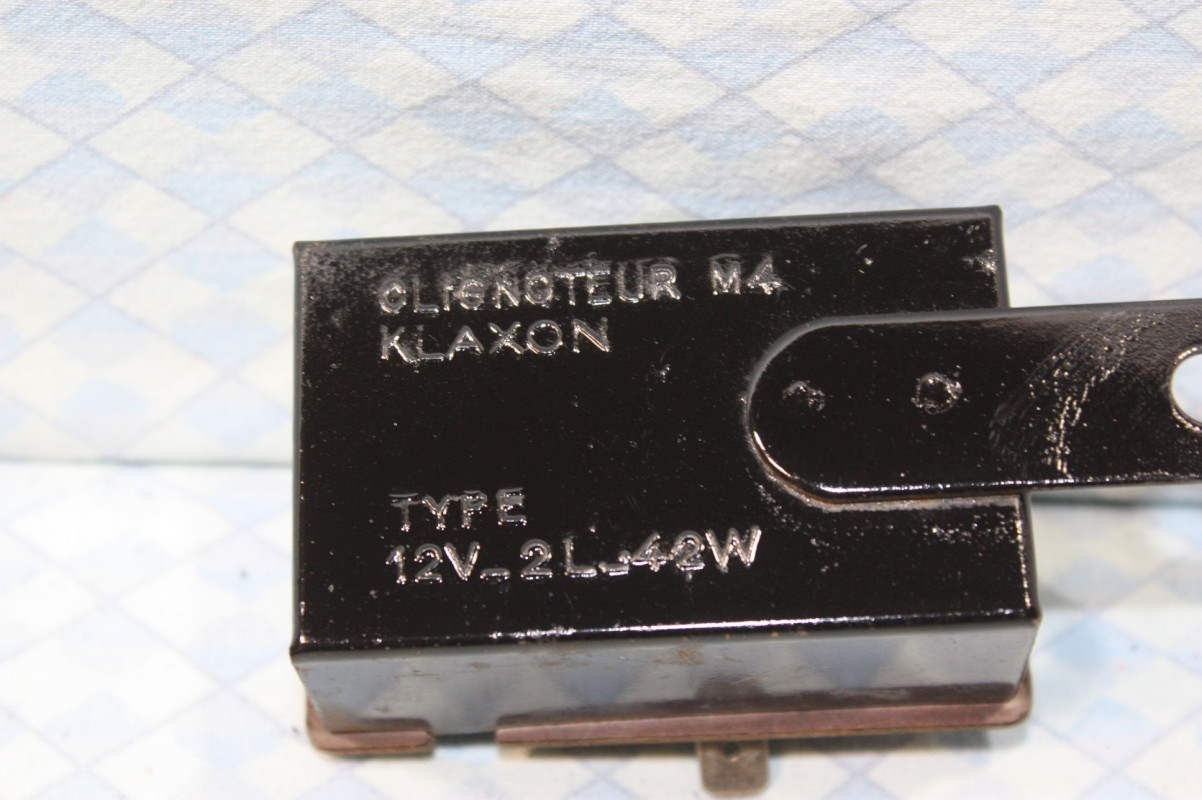 CLIGNOTEUR M4
KLAXON
TYPE
12V_2L_42W